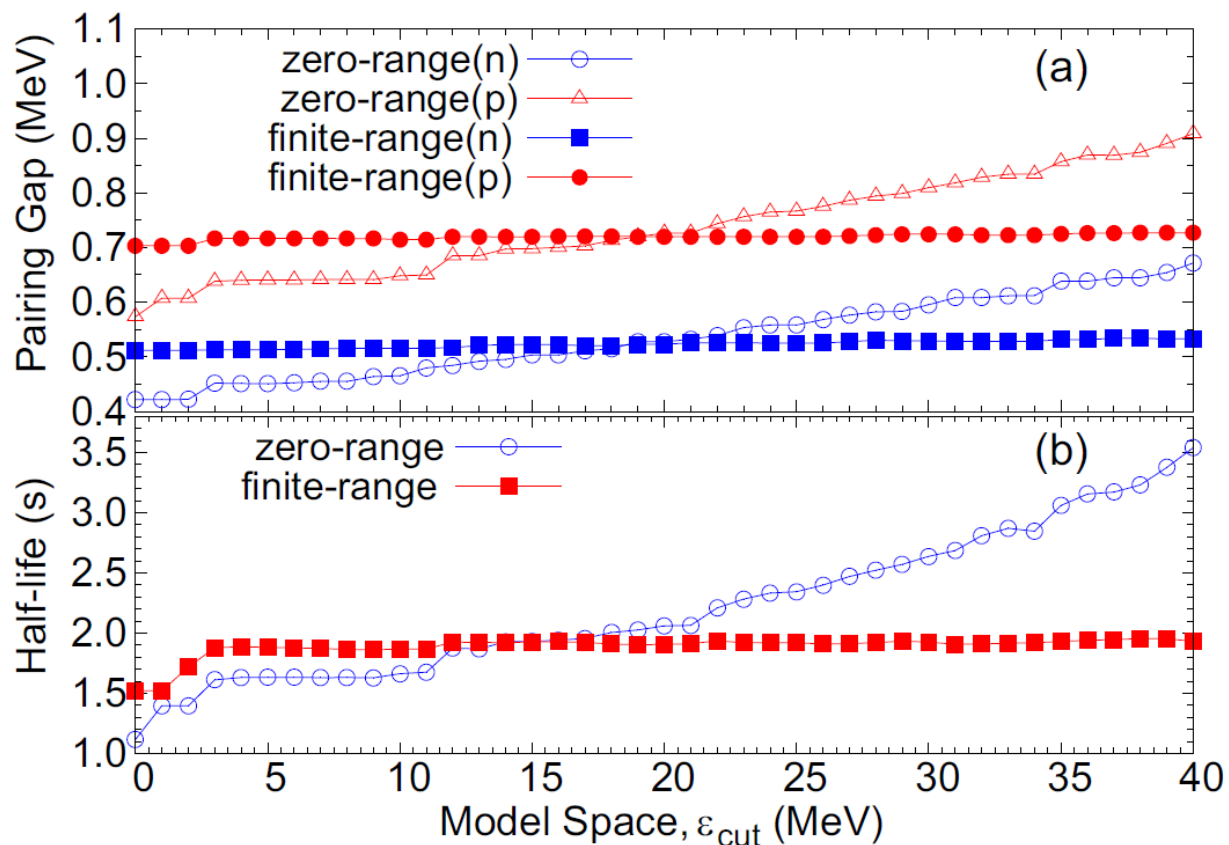 1.1
1.0
0.9
0.8
0.7
0.6
0.5
0.4
Pairing Gap (MeV)
(a)
zero-range(n)
zero-range(p)
finite-range(n)
finite-range(p)
3.5
3.0
2.5
2.0
1.5
1.0
Half-life (s)
(b)
zero-range
finite-range
0 5 10 15 20 25 30 35 40
Model Space, εcut (MeV)